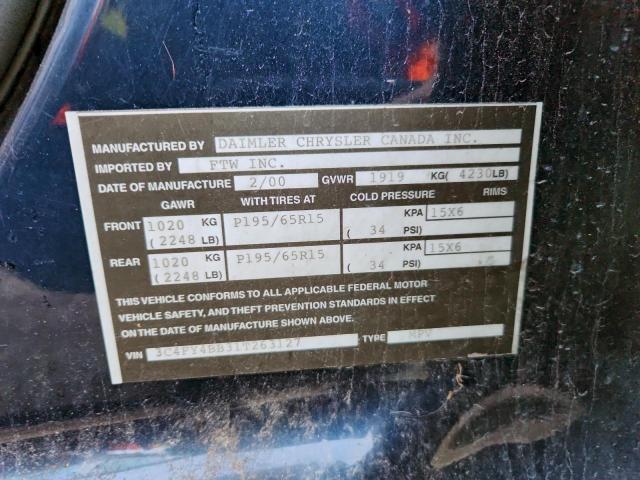 MANUFACTURED BY DAIMLER CHRYSLER CANADA INC.
IMPORTED BY FTW INC.
DATE OF MANUFACTURE 2/00 GVWR 1919 KG( 4230LB)
GAWR WITH TIRES AT COLD PRESSURE RIMS
FRONT 1020 KG P195/65R15 KPA 15X6
(2248 LB) ( 34 PSI)
REAR 1020 KG P195/65R15 KPA 15X6
(2248 LB) ( 34 PSI)
THIS VEHICLE CONFORMS TO ALL APPLICABLE FEDERAL MOTOR
VEHICLE SAFETY, AND THEFT PREVENTION STANDARDS IN EFFECT
ON THE DATE OF MANUFACTURE SHOWN ABOVE.
VIN 3C4FY4BB31T263127 TYPE MPV